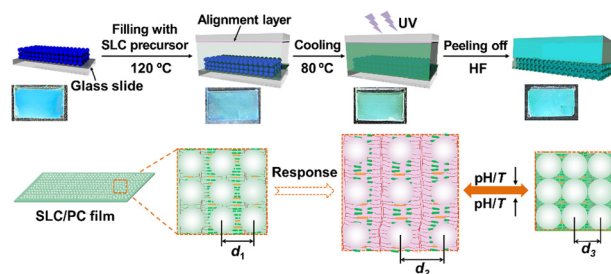 Filling with
SLC precursor
120 ºC
Glass slide
Alignment layer
Cooling
80 ºC
UV
Peeling off
HF
SLC/PC film
d1
Response
d2
pH/T ↓
pH/T ↑
d3